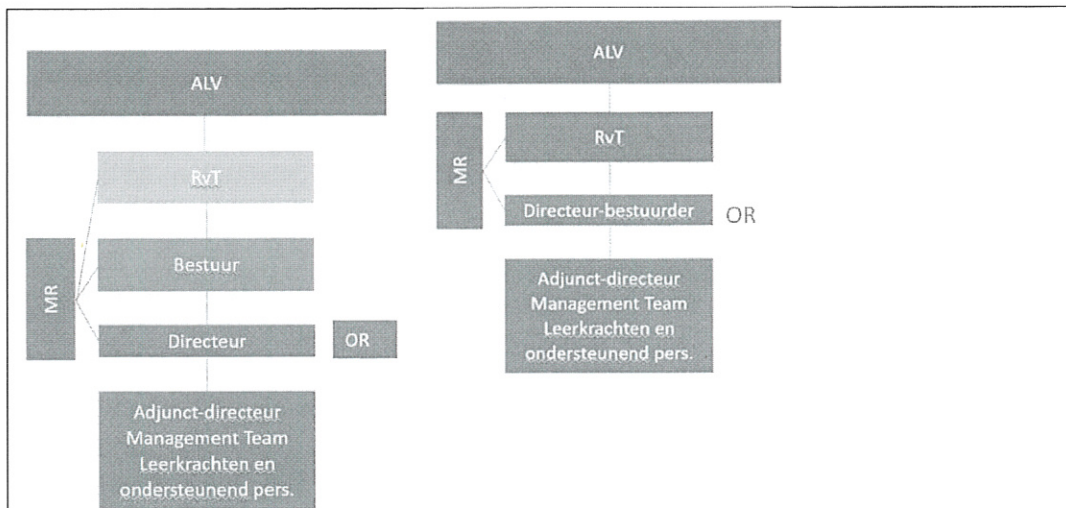 ALV
RvT
MR
Bestuur
Directeur
OR
Adjunct-directeur
Management Team
Leerkrachten en
ondersteunend pers.
ALV
MR
RvT
Directeur-bestuurder
OR
Adjunct-directeur
Management Team
Leerkrachten en
ondersteunend pers.